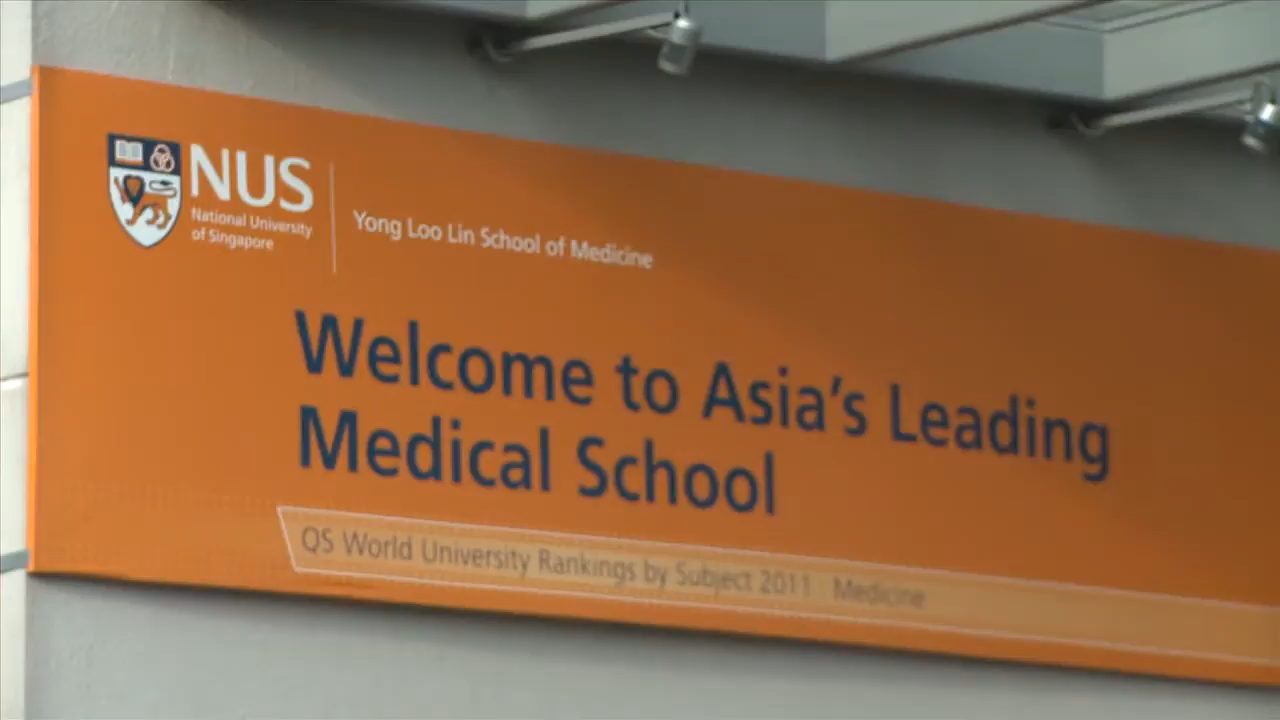 NUS
National University
of Singapore
Yong Loo Lin School of Medicine
Welcome to Asia's Leading
Medical School
QS World University Rankings by Subject 2011 Medicine